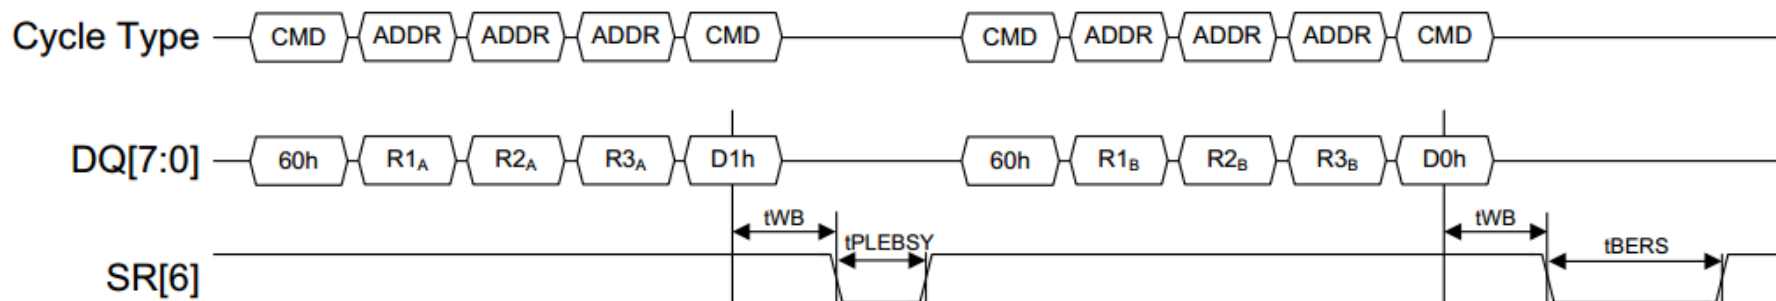 Cycle Type CMD ADDR ADDR ADDR CMD CMD ADDR ADDR ADDR CMD
DQ[7:0] 60h R1A R2A R3A D1h 60h R1B R2B R3B D0h
tWB tWB
tPLEBSY tBERS
SR[6]